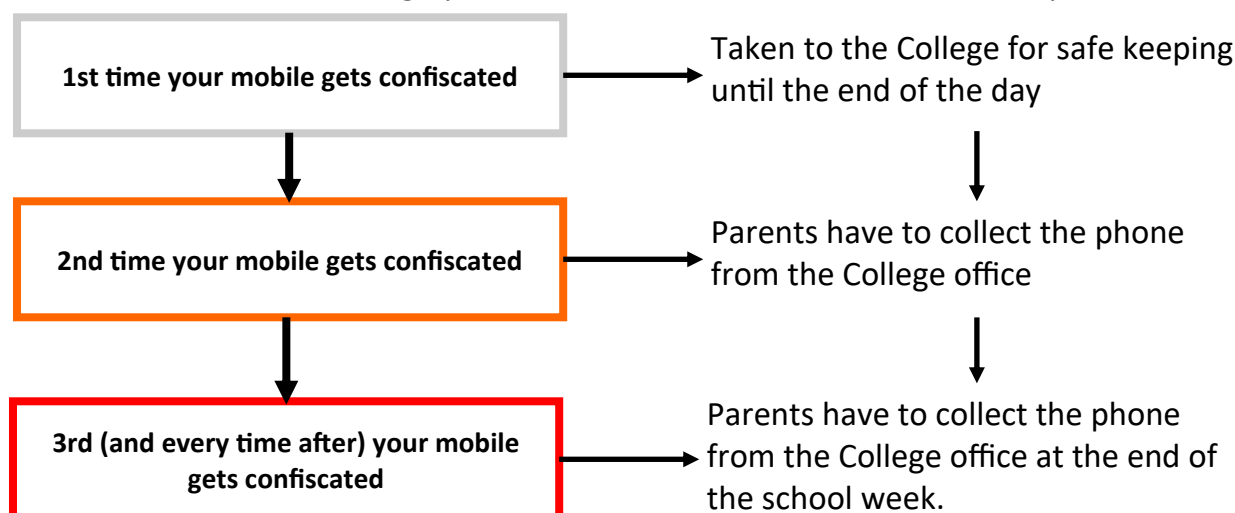 1st time your mobile gets confiscated
Taken to the College for safe keeping
until the end of the day
2nd time your mobile gets confiscated
Parents have to collect the phone
from the College office
3rd (and every time after) your mobile
gets confiscated
Parents have to collect the phone
from the College office at the end of
the school week.